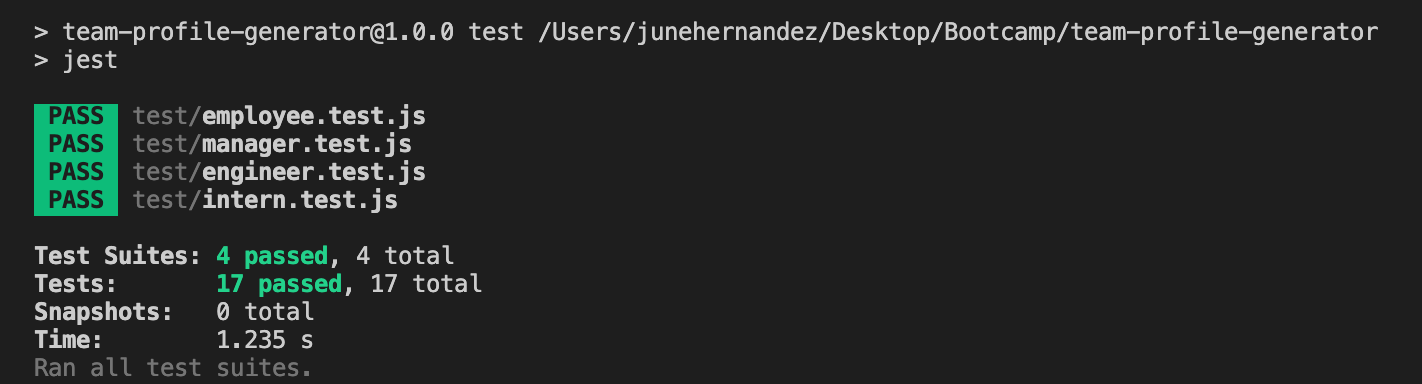 > team-profile-generator@1.0.0 test /Users/junehernandez/Desktop/Bootcamp/team-profile-generator
> jest
PASS test/employee.test.js
PASS test/manager.test.js
PASS test/engineer.test.js
PASS test/intern.test.js
Test Suites: 4 passed, 4 total
Tests: 17 passed, 17 total
Snapshots: 0 total
Time: 1.235 s
Ran all test suites.